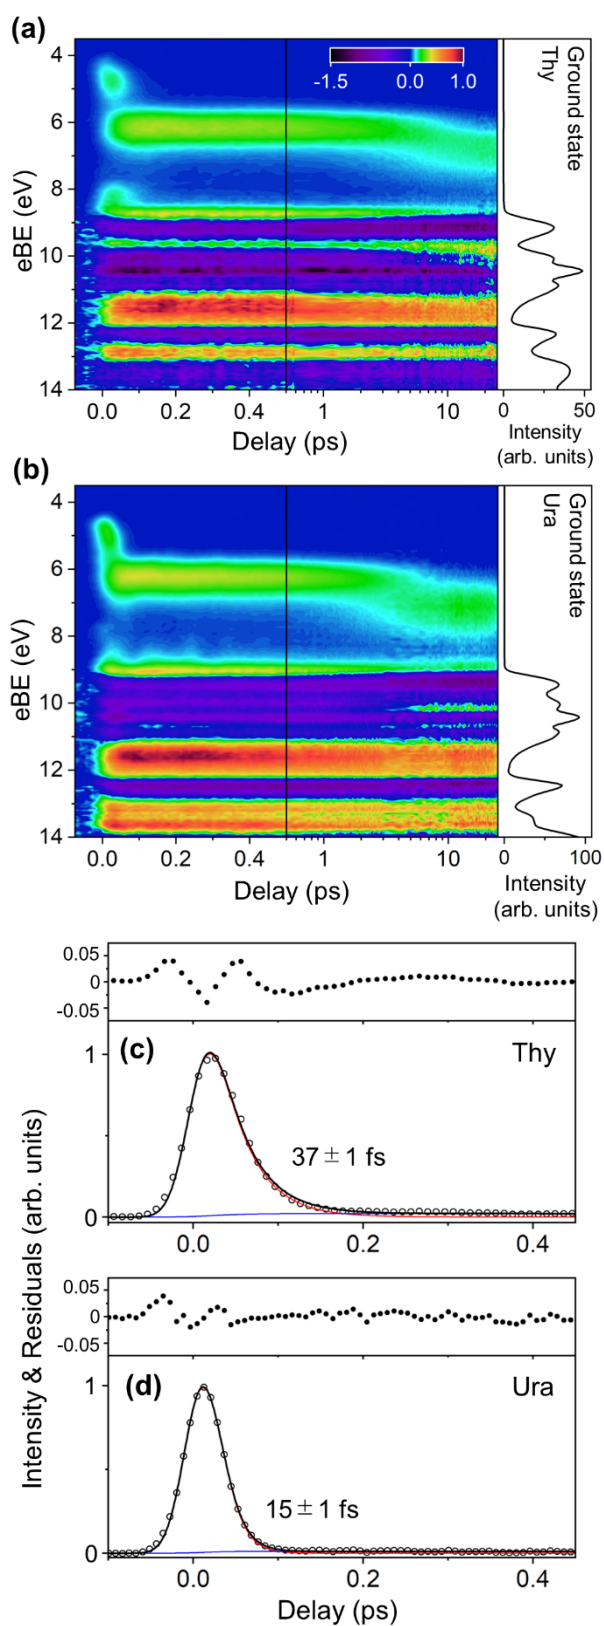 (a)
4
6
8
10
12
14
eBE (eV)
-1.5 0.0 1.0
0.0 0.2 0.4 1 10
Delay (ps)
Ground state
Thy
0 50
Intensity
(arb. units)
(b)
4
6
8
10
12
14
eBE (eV)
0.0 0.2 0.4 1 10
Delay (ps)
Ground state
Ura
0 100
Intensity
(arb. units)
Intensity & Residuals (arb. units)
0.05
0
-0.05
(c)
Thy
1
37 ± 1 fs
0
0.0 0.2 0.4
0.05
0
-0.05
(d)
Ura
1
15 ± 1 fs
0
0.0 0.2 0.4
Delay (ps)